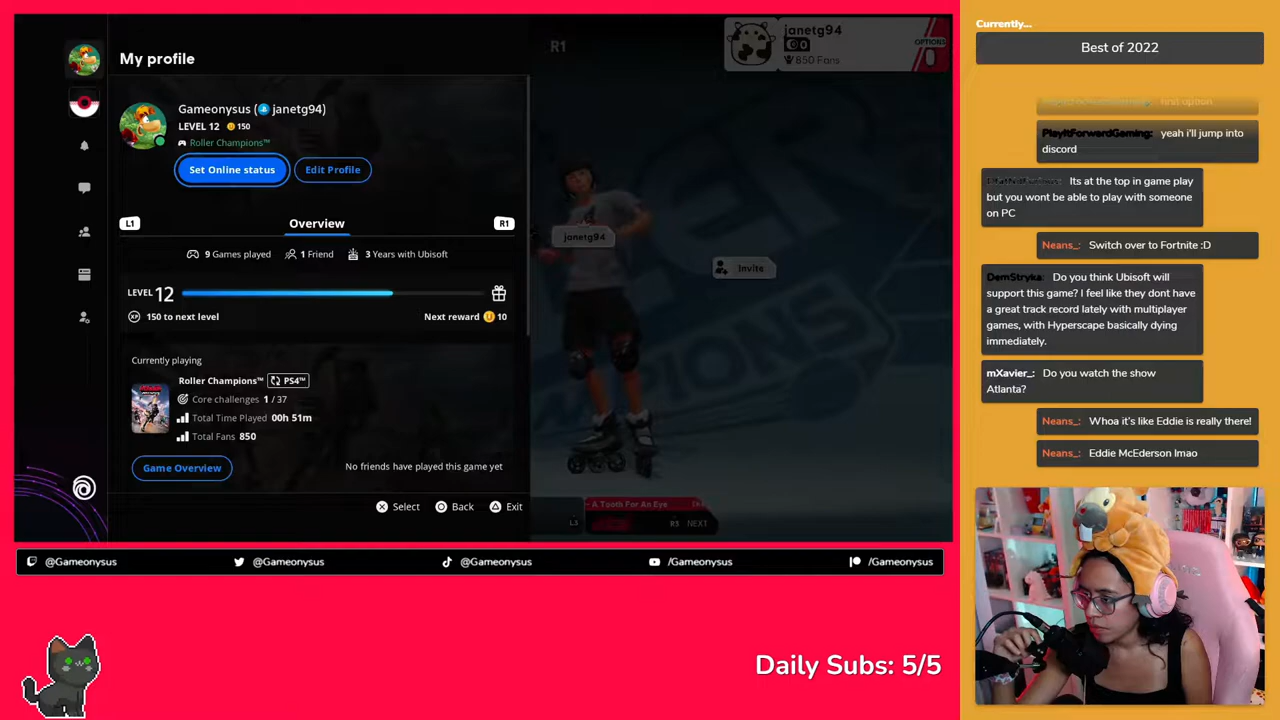 My profile
Gameonysus (janetg94)
LEVEL 12 150
Roller Champions™
Set Online status
Edit Profile
L1
Overview
R1
9 Games played
1 Friend
3 Years with Ubisoft
LEVEL 12
XP 150 to next level
Next reward 10
Currently playing
Roller Champions™ PS4™
Core challenges 1 / 37
Total Time Played 00h 51m
Total Fans 850
Game Overview
No friends have played this game yet
Select
Back
Exit
R1
janetg94
0
850 Fans
OPTIONS
janetg94
Invite
A Tooth For An Eye
L3
R3 NEXT
@Gameonysus
@Gameonysus
@Gameonysus
/Gameonysus
/Gameonysus
Daily Subs: 5/5
Currently...
Best of 2022
first option
PlayItForwardGaming: yeah i'll jump into
discord
Its at the top in game play
but you wont be able to play with someone
on PC
Neans_: Switch over to Fortnite :D
DemStryka: Do you think Ubisoft will
support this game? I feel like they dont have
a great track record lately with multiplayer
games, with Hyperscape basically dying
immediately.
mXavier_: Do you watch the show
Atlanta?
Neans_: Whoa it's like Eddie is really there!
Neans_: Eddie McEderson lmao